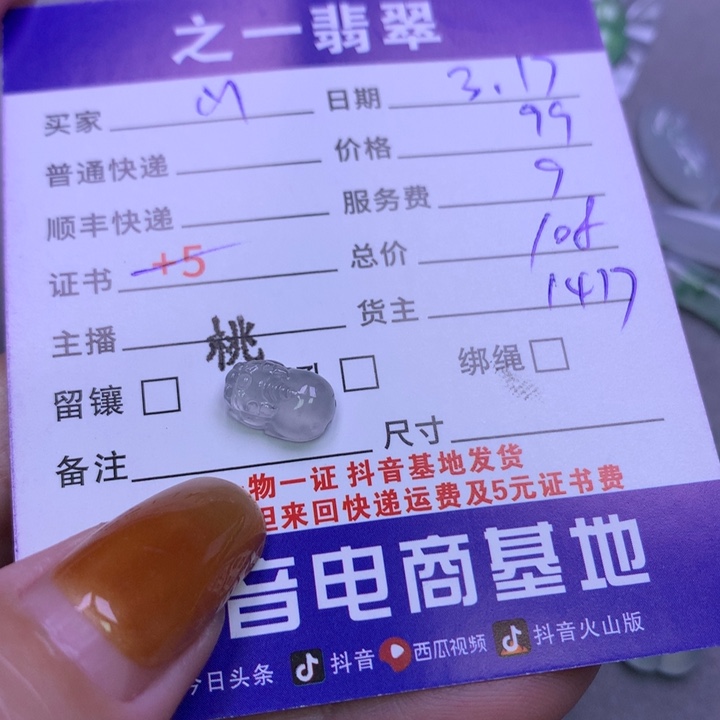 之一翡翠
买家 日期 3.17
普通快递 价格 99
顺丰快递 服务费 9
证书 +5 总价 108
主播 桃 货主 1417
留镶 孔 绑绳
备注 尺寸
物一证 抖音基地发货
担来回快递运费及5元证书费
音电商基地
今日头条 抖音 西瓜视频 抖音火山版